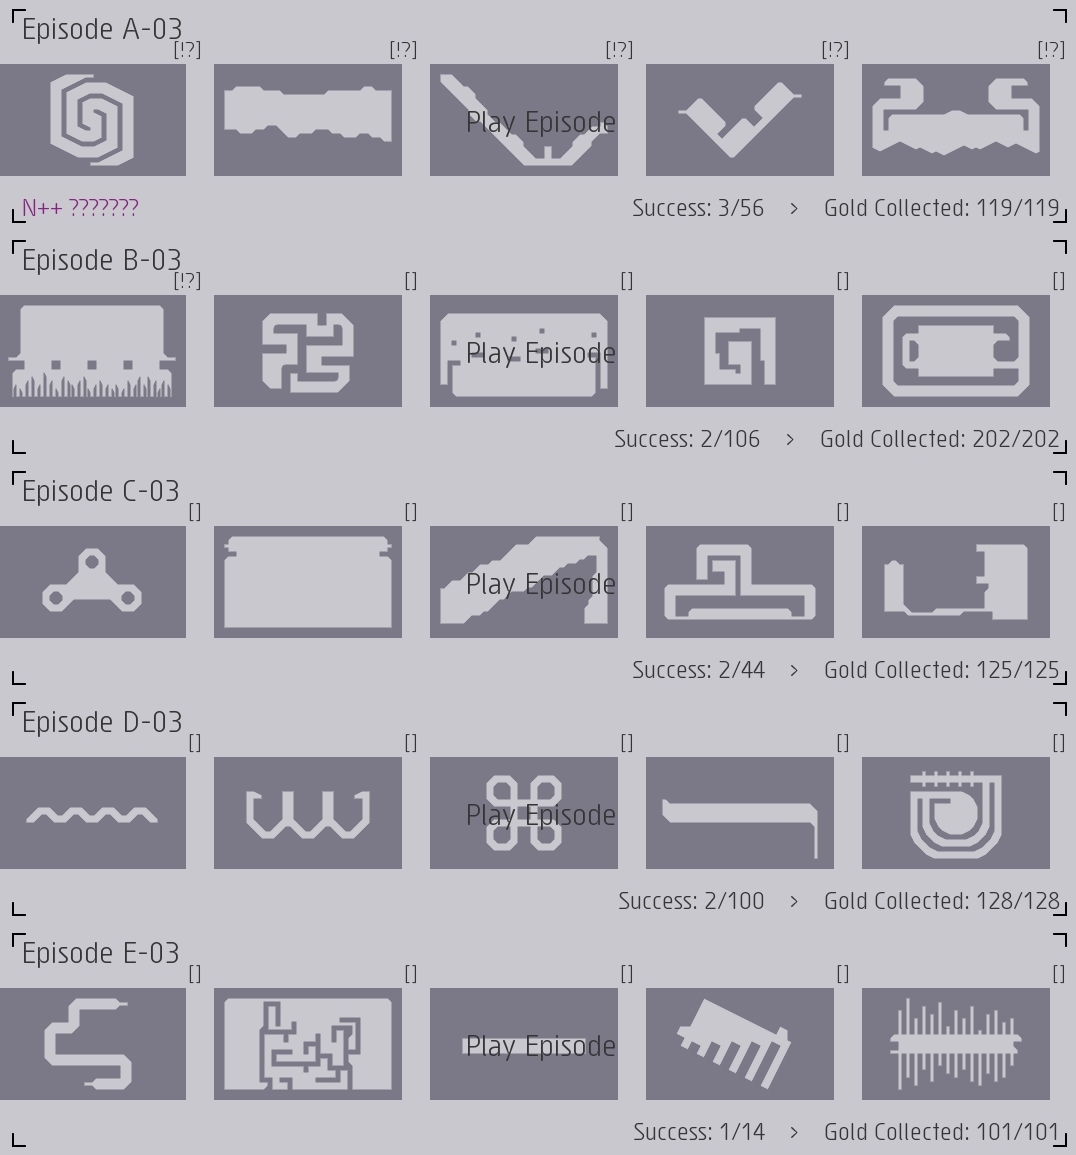 Episode A-03
[!?] [!?] [!?] [!?] [!?]
Play Episode
N++ ??????? Success: 3/56 > Gold Collected: 119/119
Episode B-03
[!?] [] [] [] []
Play Episode
Success: 2/106 > Gold Collected: 202/202
Episode C-03
[] [] [] [] []
Play Episode
Success: 2/44 > Gold Collected: 125/125
Episode D-03
[] [] [] [] []
Play Episode
Success: 2/100 > Gold Collected: 128/128
Episode E-03
[] [] [] [] []
Play Episode
Success: 1/14 > Gold Collected: 101/101